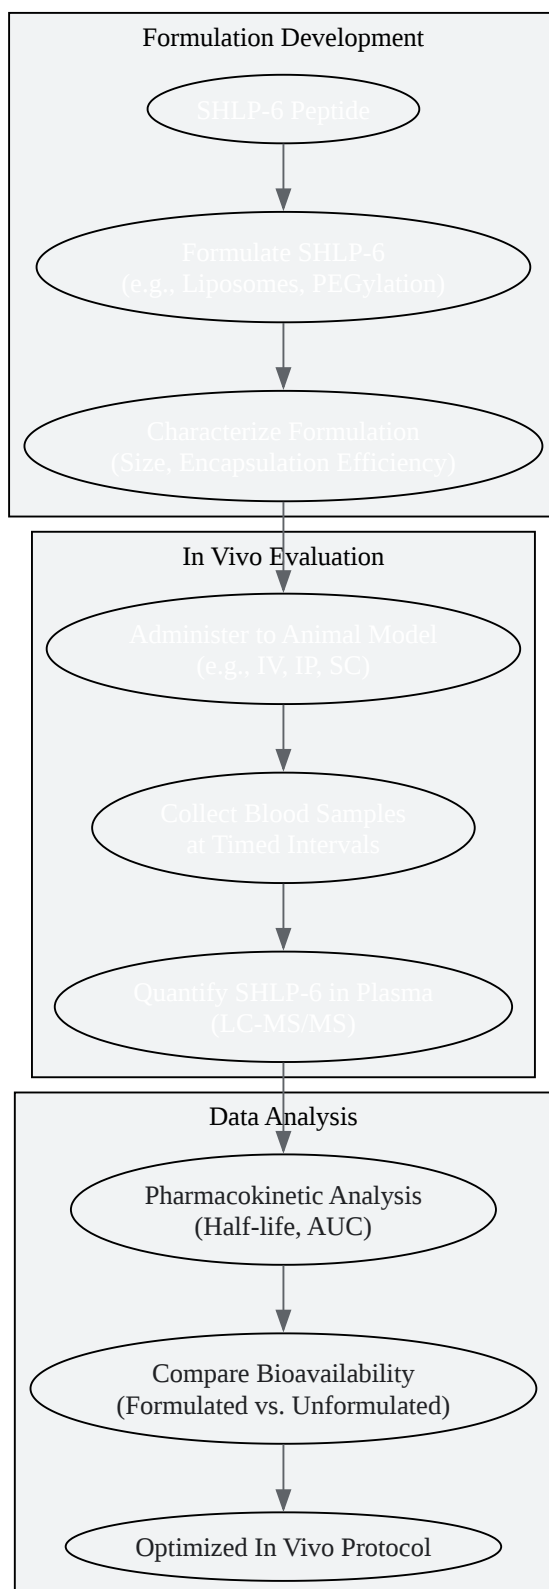 Formulation Development
SHLP-6 Peptide
Formulate SHLP-6
(e.g., Liposomes, PEGylation)
Characterize Formulation
(Size, Encapsulation Efficiency)
In Vivo Evaluation
Administer to Animal Model
(e.g., IV, IP, SC)
Collect Blood Samples
at Timed Intervals
Quantify SHLP-6 in Plasma
(LC-MS/MS)
Data Analysis
Pharmacokinetic Analysis
(Half-life, AUC)
Compare Bioavailability
(Formulated vs. Unformulated)
Optimized In Vivo Protocol